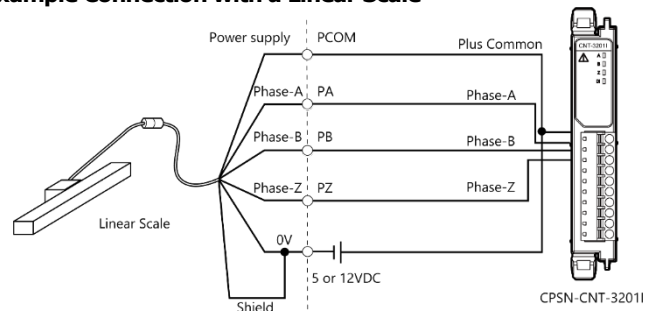 Example Connection with a Linear Scale
Power supply
PCOM
Plus Common
Phase-A
PA
Phase-A
Phase-B
PB
Phase-B
Phase-Z
PZ
Phase-Z
0V
5 or 12VDC
Shield
Linear Scale
CNT-3201I
A
B
Z
CPSN-CNT-3201I